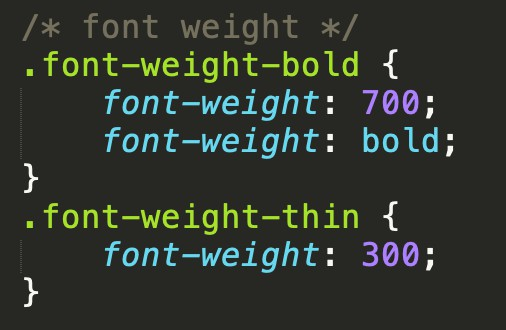 /* font weight */
.font-weight-bold {
    font-weight: 700;
    font-weight: bold;
}
.font-weight-thin {
    font-weight: 300;
}